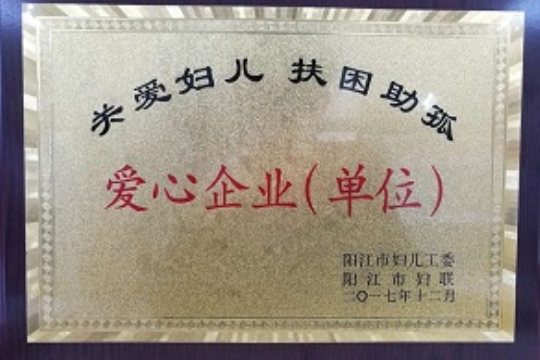 关爱妇儿 扶困助孤
爱心企业(单位)
阳江市妇儿工委
阳江市妇联
二〇一七年十二月